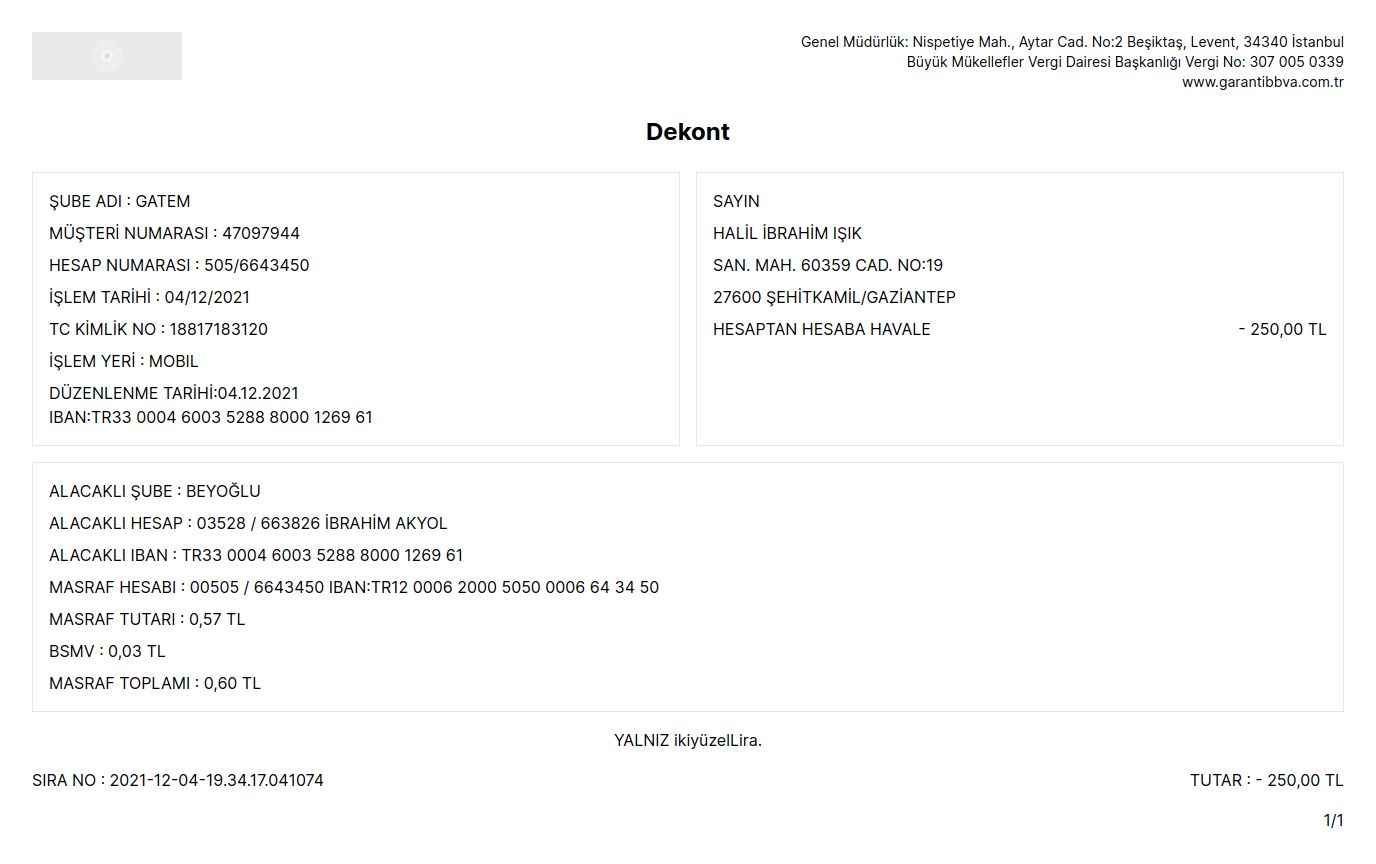 Genel Müdürlük: Nispetiye Mah., Aytar Cad. No:2 Beşiktaş, Levent, 34340 İstanbul
Büyük Mükellefler Vergi Dairesi Başkanlığı Vergi No: 307 005 0339
www.garantibbva.com.tr
Dekont
ŞUBE ADI : GATEM
MÜŞTERİ NUMARASI : 47097944
HESAP NUMARASI : 505/6643450
İŞLEM TARİHİ : 04/12/2021
TC KİMLİK NO : 18817183120
İŞLEM YERİ : MOBIL
DÜZENLENME TARİHİ:04.12.2021
IBAN:TR33 0004 6003 5288 8000 1269 61
SAYIN
HALİL İBRAHİM IŞIK
SAN. MAH. 60359 CAD. NO:19
27600 ŞEHİTKAMİL/GAZİANTEP
HESAPTAN HESABA HAVALE - 250,00 TL
ALACAKLI ŞUBE : BEYOĞLU
ALACAKLI HESAP : 03528 / 663826 İBRAHİM AKYOL
ALACAKLI IBAN : TR33 0004 6003 5288 8000 1269 61
MASRAF HESABI : 00505 / 6643450 IBAN:TR12 0006 2000 5050 0006 64 34 50
MASRAF TUTARI : 0,57 TL
BSMV : 0,03 TL
MASRAF TOPLAMI : 0,60 TL
YALNIZ ikiyüzelLira.
SIRA NO : 2021-12-04-19.34.17.041074 TUTAR : - 250,00 TL
1/1